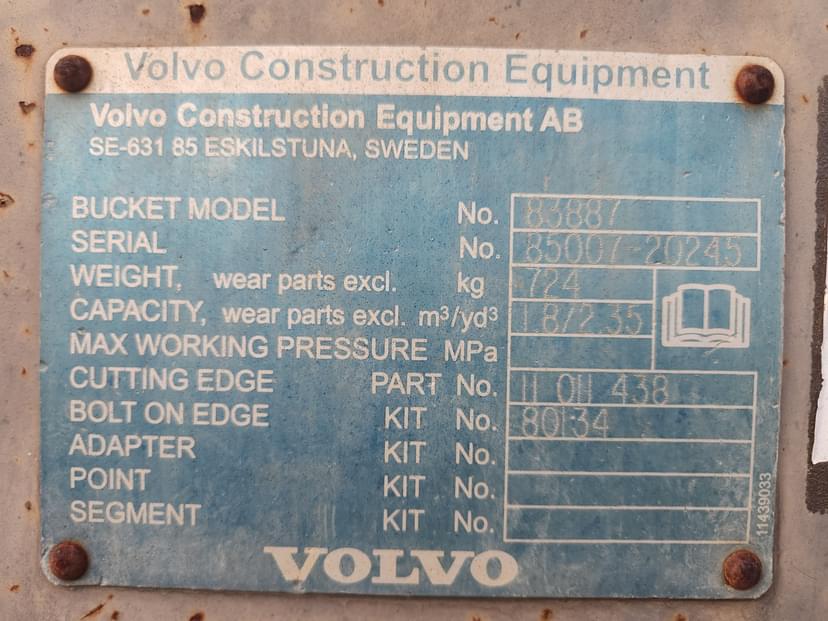 Volvo Construction Equipment
Volvo Construction Equipment AB
SE-631 85 ESKILSTUNA, SWEDEN
BUCKET MODEL No. 83887
SERIAL No. 85007-20245
WEIGHT, wear parts excl. kg 724
CAPACITY, wear parts excl. m³/yd³ 1.8/2.35
MAX WORKING PRESSURE MPa
CUTTING EDGE PART No. 11 011 438
BOLT ON EDGE KIT No. 80134
ADAPTER KIT No.
POINT KIT No.
SEGMENT KIT No.
11439033
VOLVO